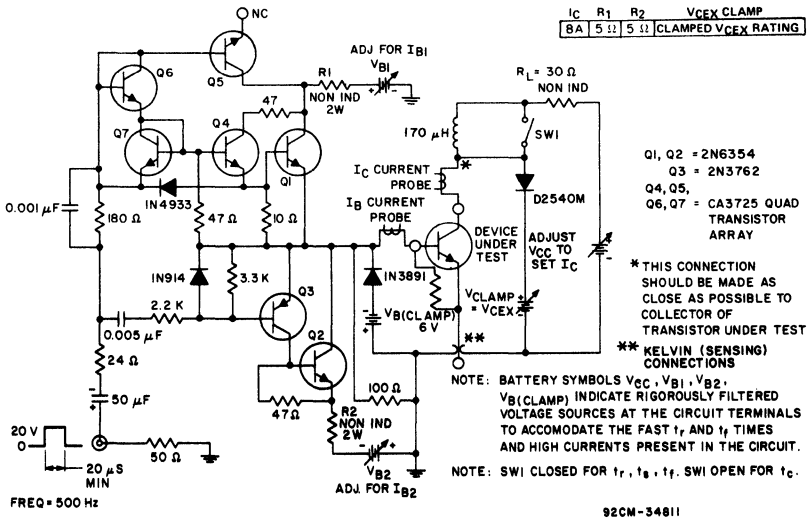 IC R1 R2 VCEX CLAMP
8A 5 Ω 5 Ω CLAMPED VCEX RATING
NC
Q6
Q5
ADJ FOR IB1
VB1
+ -
R1
NON IND
2W
RL = 30 Ω
NON IND
Q7
Q4
47
Q1
170 μH
SW1
*
IC CURRENT
PROBE
IB CURRENT
PROBE
D2540M
0.001 μF
180Ω
IN4933
47Ω
10Ω
DEVICE
UNDER
TEST
ADJUST
VCC TO
SET IC
Q1, Q2 = 2N6354
Q3 = 2N3762
Q4, Q5,
Q6, Q7 = CA3725 QUAD
TRANSISTOR
ARRAY
IN914
3.3 K
Q3
IN3891
VB(CLAMP)
6 V
VCLAMP
= VCEX
* THIS CONNECTION
SHOULD BE MADE AS
CLOSE AS POSSIBLE TO
COLLECTOR OF
TRANSISTOR UNDER TEST
2.2 K
0.005 μF
Q2
**
** KELVIN (SENSING)
CONNECTIONS
24Ω
50 μF
47Ω
100 Ω
R2
NON IND
2W
NOTE: BATTERY SYMBOLS VCC, VB1, VB2,
VB(CLAMP) INDICATE RIGOROUSLY FILTERED
VOLTAGE SOURCES AT THE CIRCUIT TERMINALS
TO ACCOMODATE THE FAST tr and tf TIMES
AND HIGH CURRENTS PRESENT IN THE CIRCUIT.
20 V
0
20 μS
MIN
50 Ω
- +
VB2
ADJ. FOR IB2
NOTE: SW1 CLOSED FOR tr, ts, tf. SW1 OPEN FOR tc.
FREQ = 500 Hz
92CM-34811